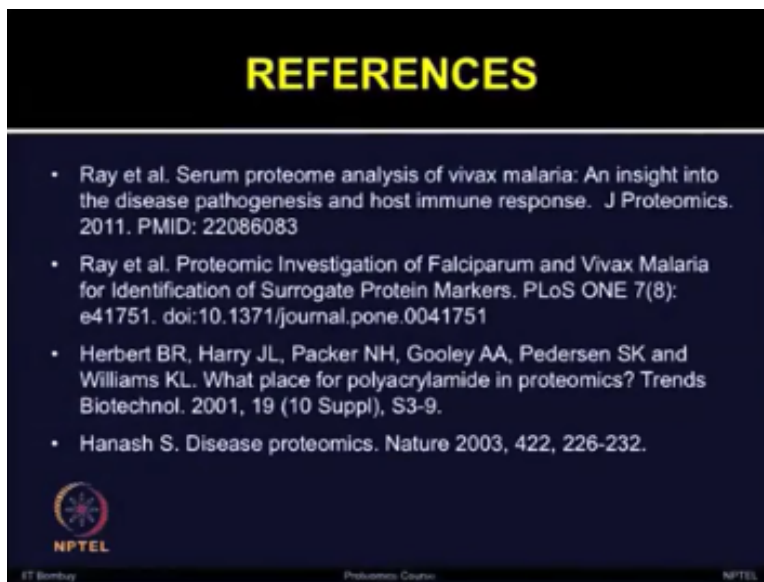 REFERENCES
• Ray et al. Serum proteome analysis of vivax malaria: An insight into
the disease pathogenesis and host immune response. J Proteomics.
2011. PMID: 22086083
• Ray et al. Proteomic Investigation of Falciparum and Vivax Malaria
for Identification of Surrogate Protein Markers. PLoS ONE 7(8):
e41751. doi:10.1371/journal.pone.0041751
• Herbert BR, Harry JL, Packer NH, Gooley AA, Pedersen SK and
Williams KL. What place for polyacrylamide in proteomics? Trends
Biotechnol. 2001, 19 (10 Suppl), S3-9.
• Hanash S. Disease proteomics. Nature 2003, 422, 226-232.
NPTEL
IIT Bombay Proteomics Course NPTEL